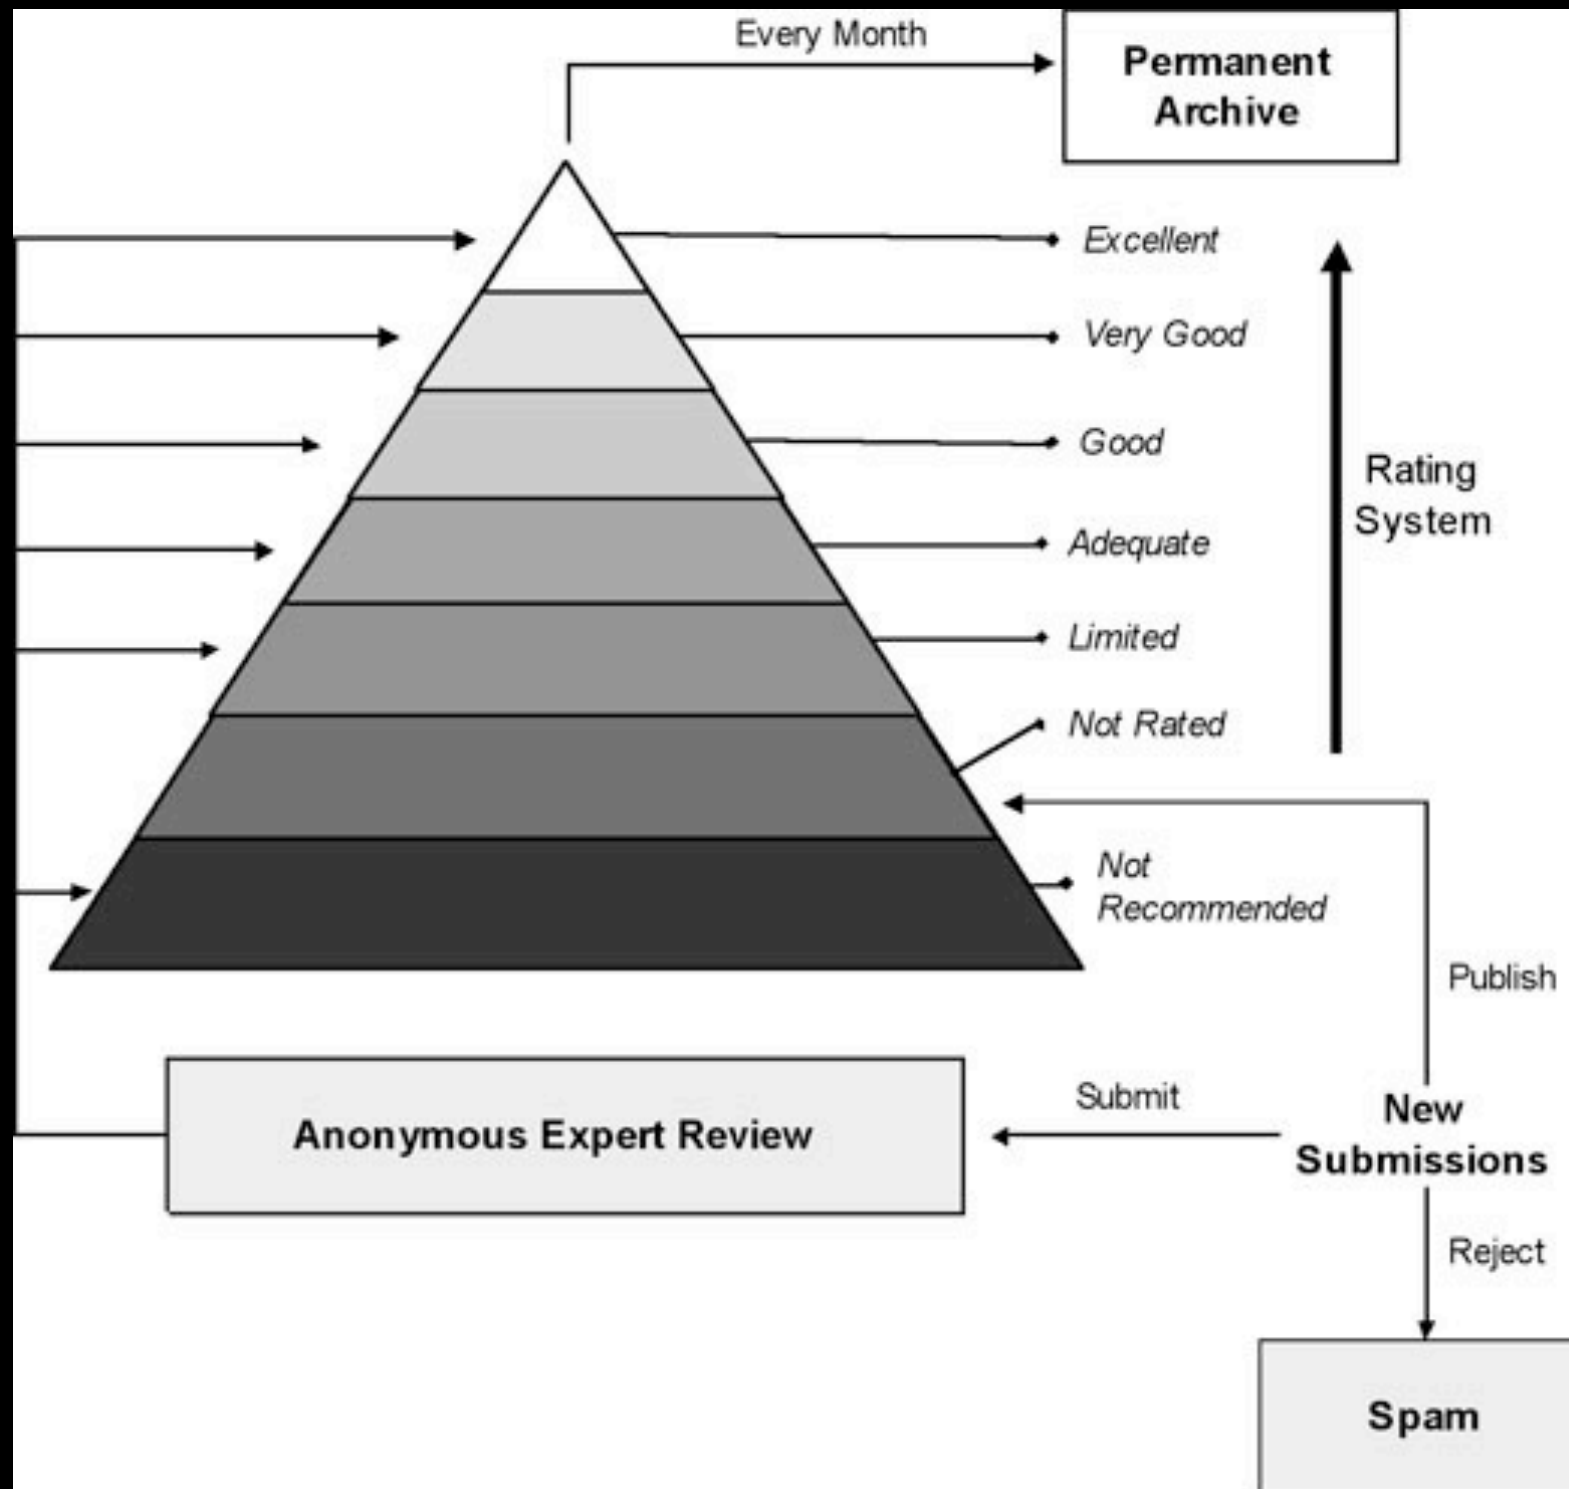 Every Month
Permanent
Archive
Excellent
Very Good
Good
Rating
System
Adequate
Limited
Not Rated
Not
Recommended
Publish
Submit
New
Submissions
Anonymous Expert Review
Reject
Spam